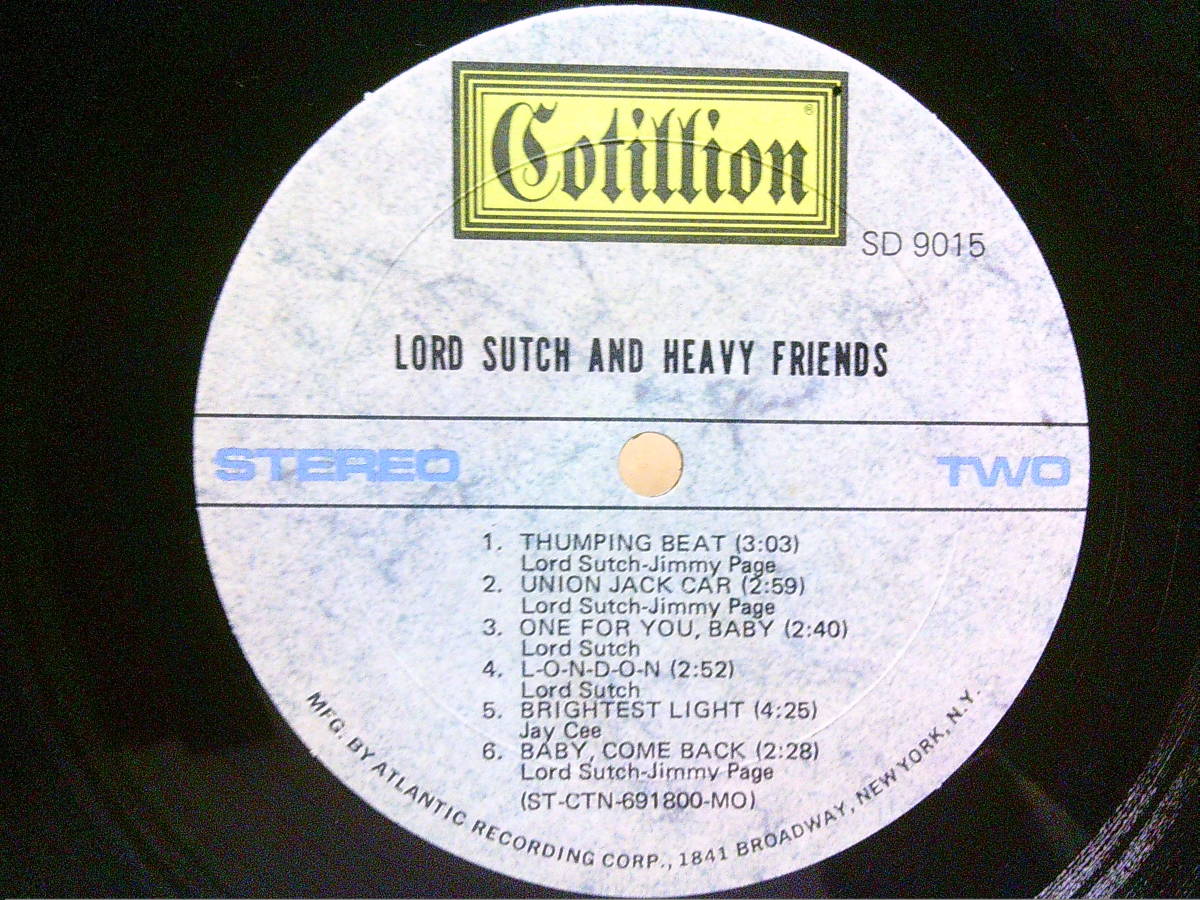 Cotillion ®
SD 9015
LORD SUTCH AND HEAVY FRIENDS
STEREO TWO
1. THUMPING BEAT (3:03)
Lord Sutch-Jimmy Page
2. UNION JACK CAR (2:59)
Lord Sutch-Jimmy Page
3. ONE FOR YOU, BABY (2:40)
Lord Sutch
4. L-O-N-D-O-N (2:52)
Lord Sutch
5. BRIGHTEST LIGHT (4:25)
Jay Cee
6. BABY, COME BACK (2:28)
Lord Sutch-Jimmy Page
(ST-CTN-691800-MO)
MFG. BY ATLANTIC RECORDING CORP., 1841 BROADWAY, NEW YORK, N.Y.